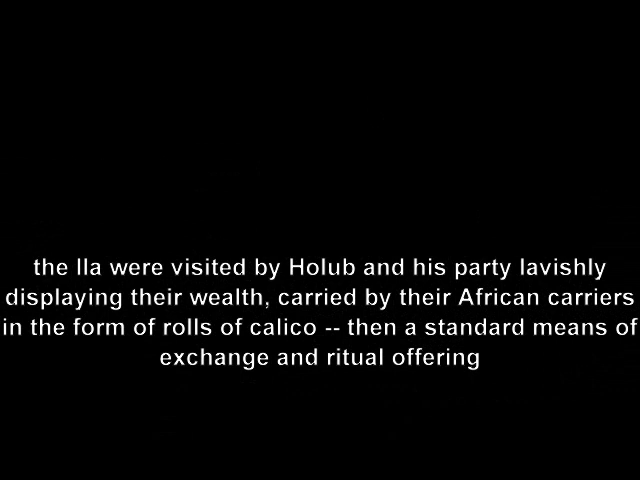 the Ila were visited by Holub and his party lavishly
displaying their wealth, carried by their African carriers
in the form of rolls of calico -- then a standard means of
exchange and ritual offering